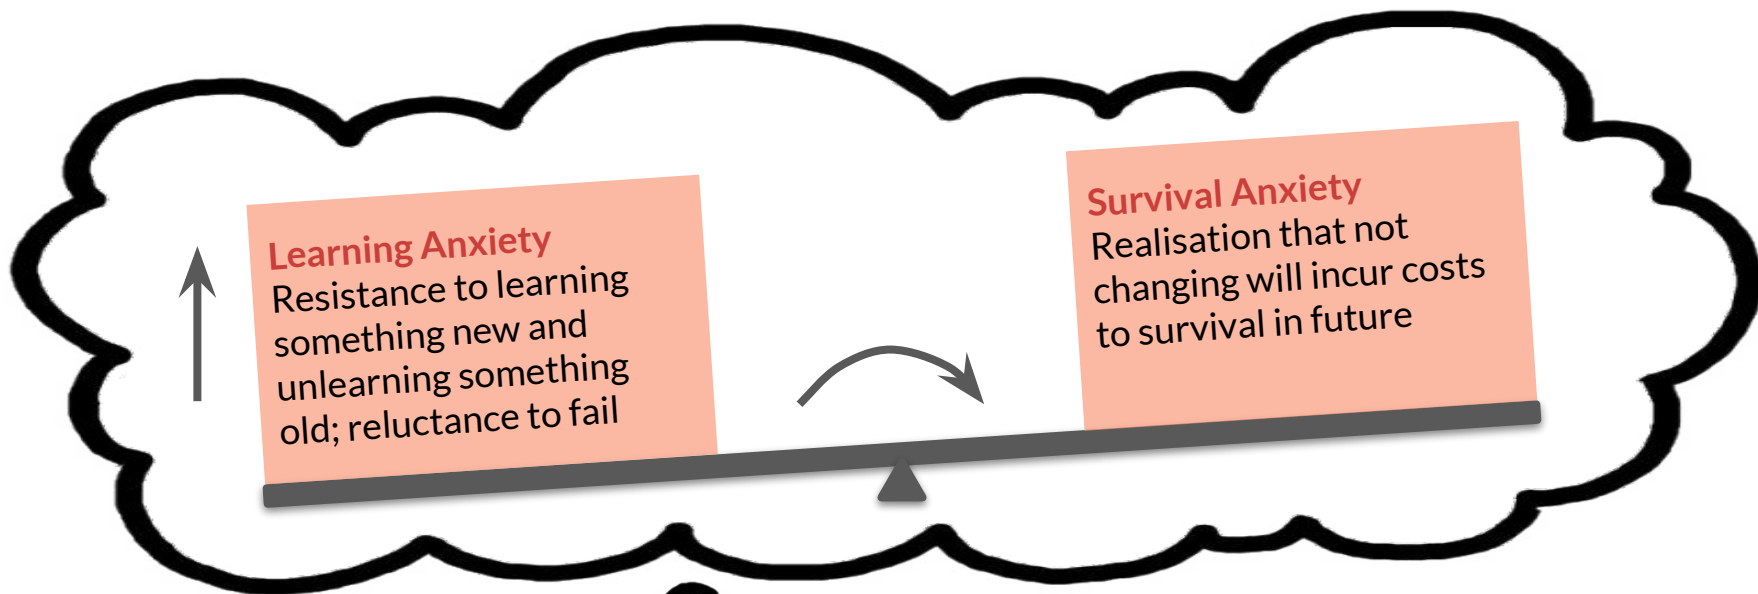 Learning Anxiety
Resistance to learning
something new and
unlearning something
old; reluctance to fail
Survival Anxiety
Realisation that not
changing will incur costs
to survival in future